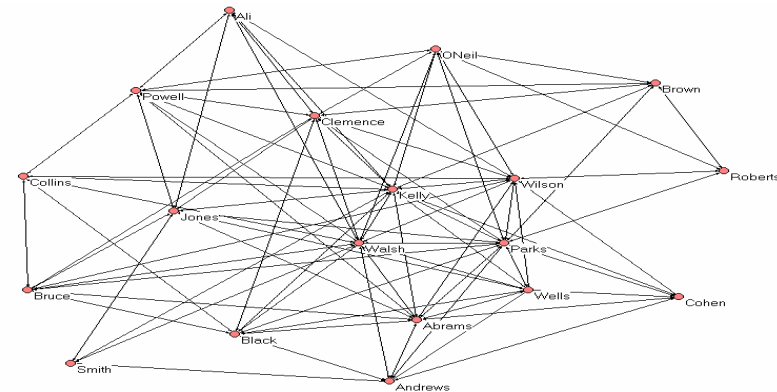 Ali
ONeil
Brown
Powell
Clemence
Roberts
Collins
Wilson
Kelly
Jones
Walsh
Parks
Bruce
Wells
Cohen
Abrams
Black
Smith
Andrews